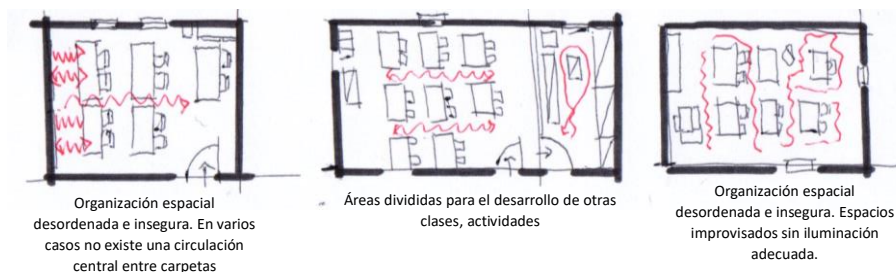 Organización espacial
desordenada e insegura. En varios
casos no existe una circulación
central entre carpetas
Áreas divididas para el desarrollo de otras
clases, actividades
Organización espacial
desordenada e insegura. Espacios
improvisados sin iluminación
adecuada.